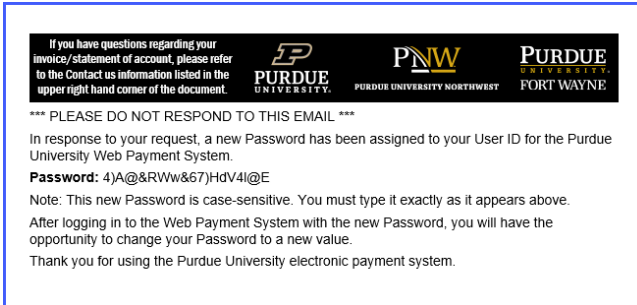 If you have questions regarding your
invoice/statement of account, please refer
to the Contact us information listed in the
upper right hand corner of the document.
P
PURDUE
UNIVERSITY.
PNW
PURDUE UNIVERSITY NORTHWEST
PURDUE
UNIVERSITY.
FORT WAYNE
*** PLEASE DO NOT RESPOND TO THIS EMAIL ***
In response to your request, a new Password has been assigned to your User ID for the Purdue
University Web Payment System.
Password: 4)A@&RWw&67)HdV4l@E
Note: This new Password is case-sensitive. You must type it exactly as it appears above.
After logging in to the Web Payment System with the new Password, you will have the
opportunity to change your Password to a new value.
Thank you for using the Purdue University electronic payment system.